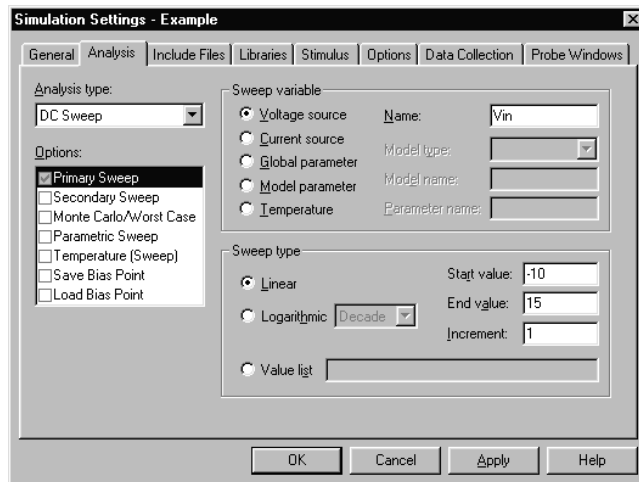 Simulation Settings - Example
General Analysis Include Files Libraries Stimulus Options Data Collection Probe Windows
Analysis type:
DC Sweep
Options:
Primary Sweep
Secondary Sweep
Monte Carlo/Worst Case
Parametric Sweep
Temperature (Sweep)
Save Bias Point
Load Bias Point
Sweep variable
Voltage source
Current source
Global parameter
Model parameter
Temperature
Name: Vin
Model type:
Model name:
Parameter name:
Sweep type
Linear
Logarithmic Decade
Value list
Start value: -10
End value: 15
Increment: 1
OK Cancel Apply Help